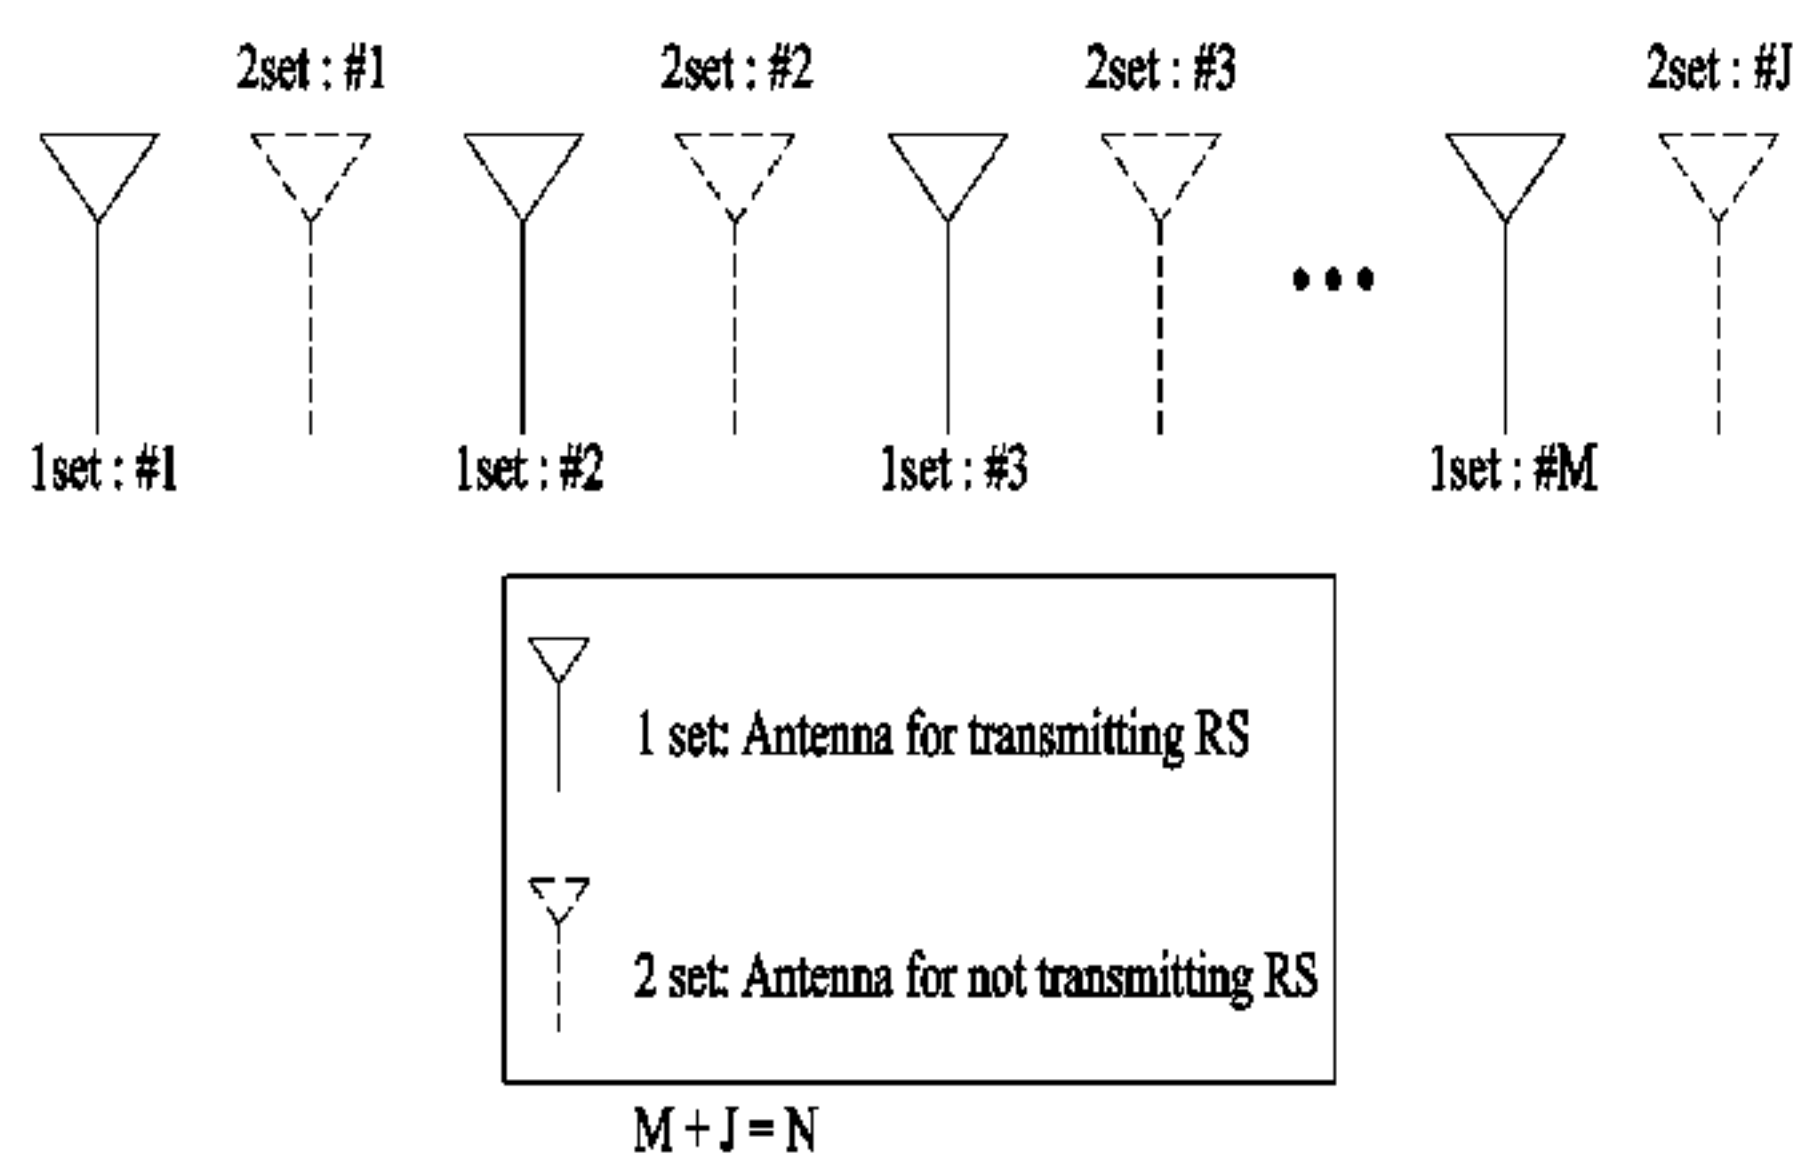 2set : #1 2set : #2 2set : #3 2set : #J
1set : #1 1set : #2 1set : #3 1set : #M
1 set: Antenna for transmitting RS
2 set: Antenna for not transmitting RS
M + J = N